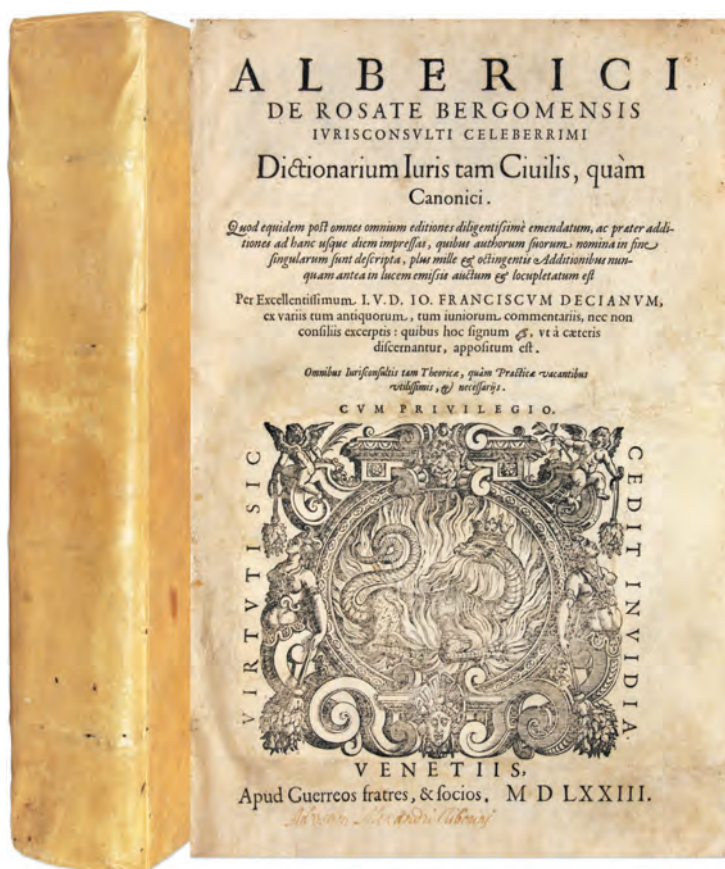 ALBERICI
DE ROSATE BERGOMENSIS
IVRISCONSVLTI CELEBERRIMI
Dictionarium Iuris tam Ciuilis, quàm
Canonici.
Quod equidem post omnes omnium editiones diligentissimè emendatum, ac præter addi-
tiones ad hanc usque diem impressas, quibus authorum suorum nomina in fine
singularum sunt descripta, plus mille & octingentis Additionibus nun-
quam antea in lucem emissis auctum & locupletatum est
Per Excellentissimum I.V.D. IO. FRANCISCVM DECIANVM,
ex variis tum antiquorum, tum iuniorum commentariis, nec non
consiliis excerptis: quibus hoc signum , vt à cæteris
discernantur, appositum est.
Omnibus Iurisconsultis tam Theoricæ, quàm Practicæ vacantibus
vtilissimis, & necessarijs.
CVM PRIVILEGIO.
VIRTVTI SIC
CEDIT INVIDIA.
VENETIIS,
Apud Guerreos fratres, & socios, M D LXXIII.